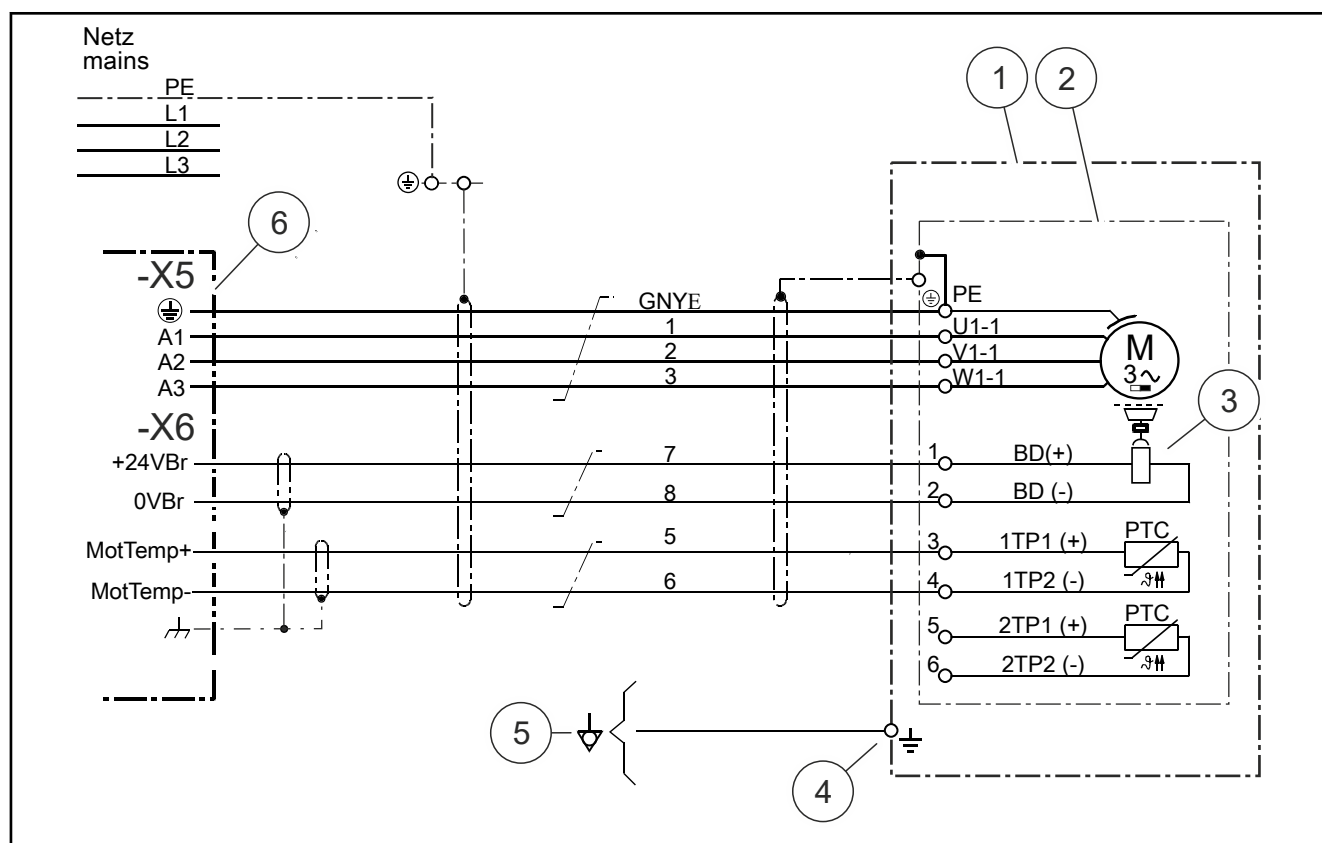 Netz
mains
PE
L1
L2
L3
1
2
6
-X5
GNYE
PE
A1
1
U1-1
A2
2
V1-1
A3
3
W1-1
M
3~
3
-X6
+24VBr
7
1
BD(+)
0VBr
8
2
BD (-)
MotTemp+
5
3
1TP1 (+)
PTC
ϑ
MotTemp-
6
4
1TP2 (-)
5
2TP1 (+)
PTC
ϑ
6
2TP2 (-)
5
4